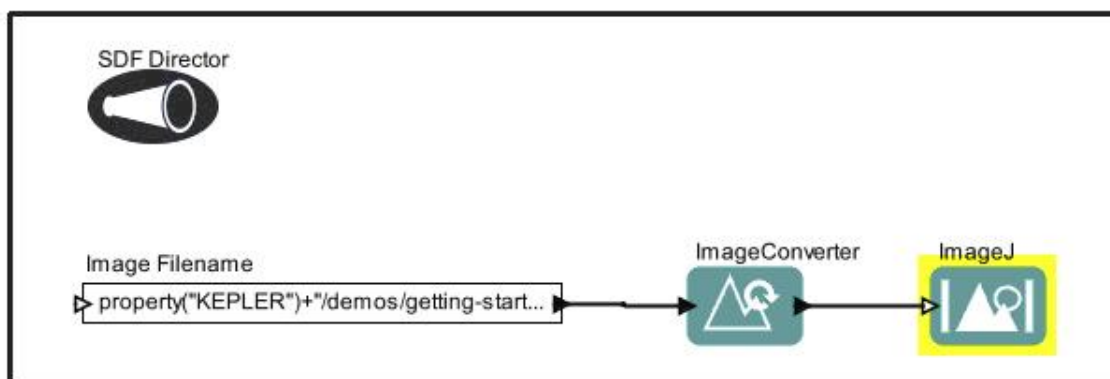 SDF Director
Image Filename
property("KEPLER")+"/demos/getting-start...
ImageConverter
ImageJ